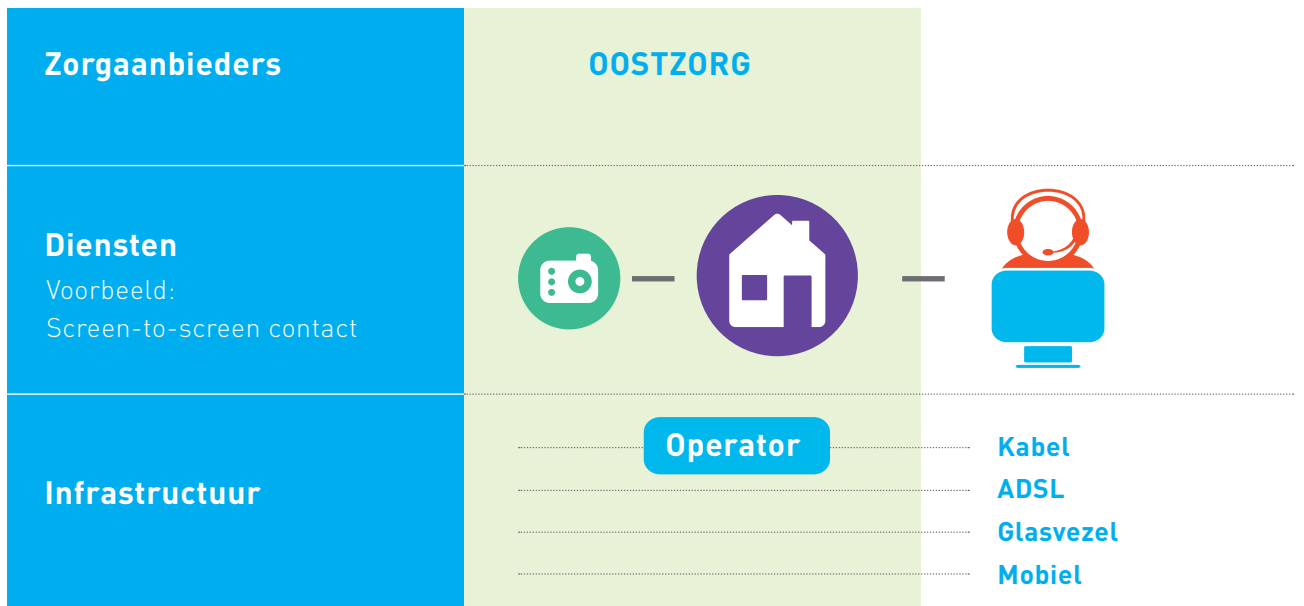 Zorgaanbieders
OOSTZORG
Diensten
Voorbeeld:
Screen-to-screen contact
Infrastructuur
Operator
Kabel
ADSL
Glasvezel
Mobiel